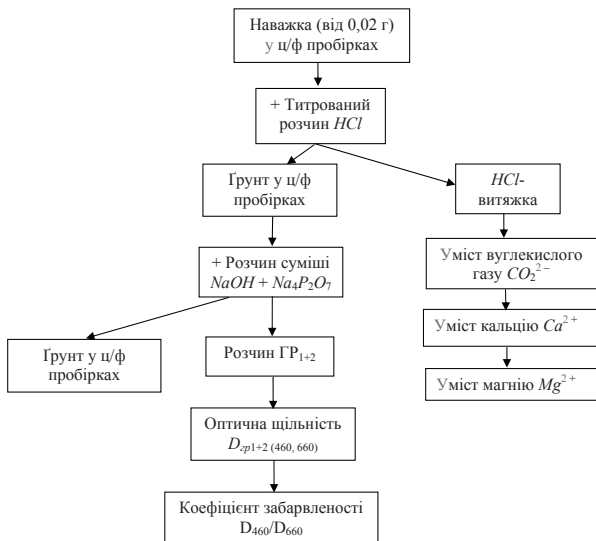 Наважка (від 0,02 г)
у ц/ф пробірках
+ Титрований
розчин HCl
Ґрунт у ц/ф
пробірках
HCl-
витяжка
+ Розчин суміші
NaOH + Na₄P₂O₇
Уміст вуглекислого
газу CO₂²⁻
Ґрунт у ц/ф
пробірках
Розчин ГР₁₊₂
Уміст кальцію Ca²⁺
Уміст магнію Mg²⁺
Оптична щільність
Dгр1+2 (460, 660)
Коефіцієнт забарвленості
D₄₆₀/D₆₆₀